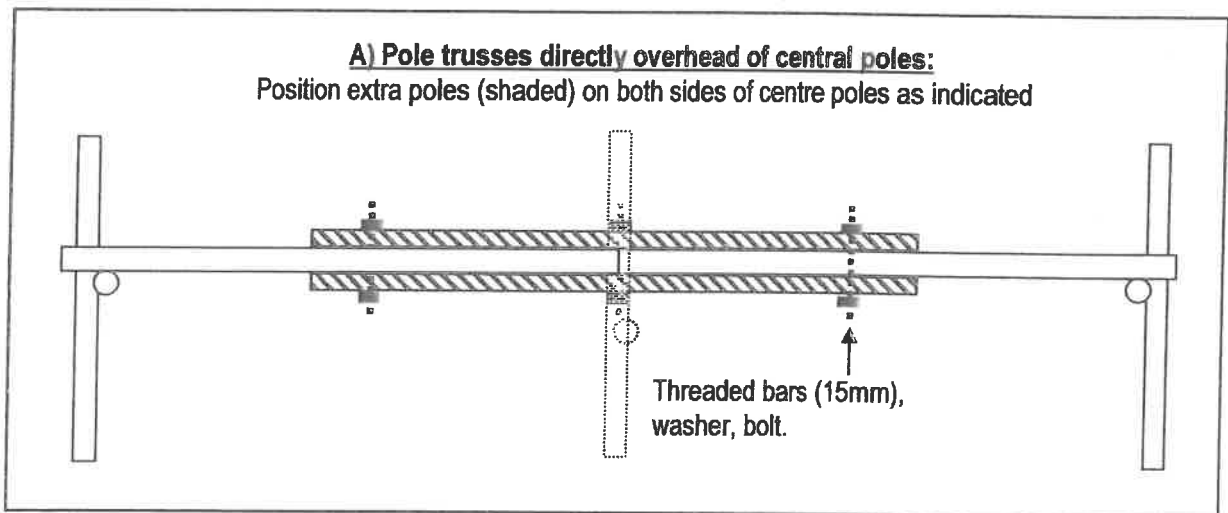 A) Pole trusses directly overhead of central poles:
Position extra poles (shaded) on both sides of centre poles as indicated
Threaded bars (15mm),
washer, bolt.